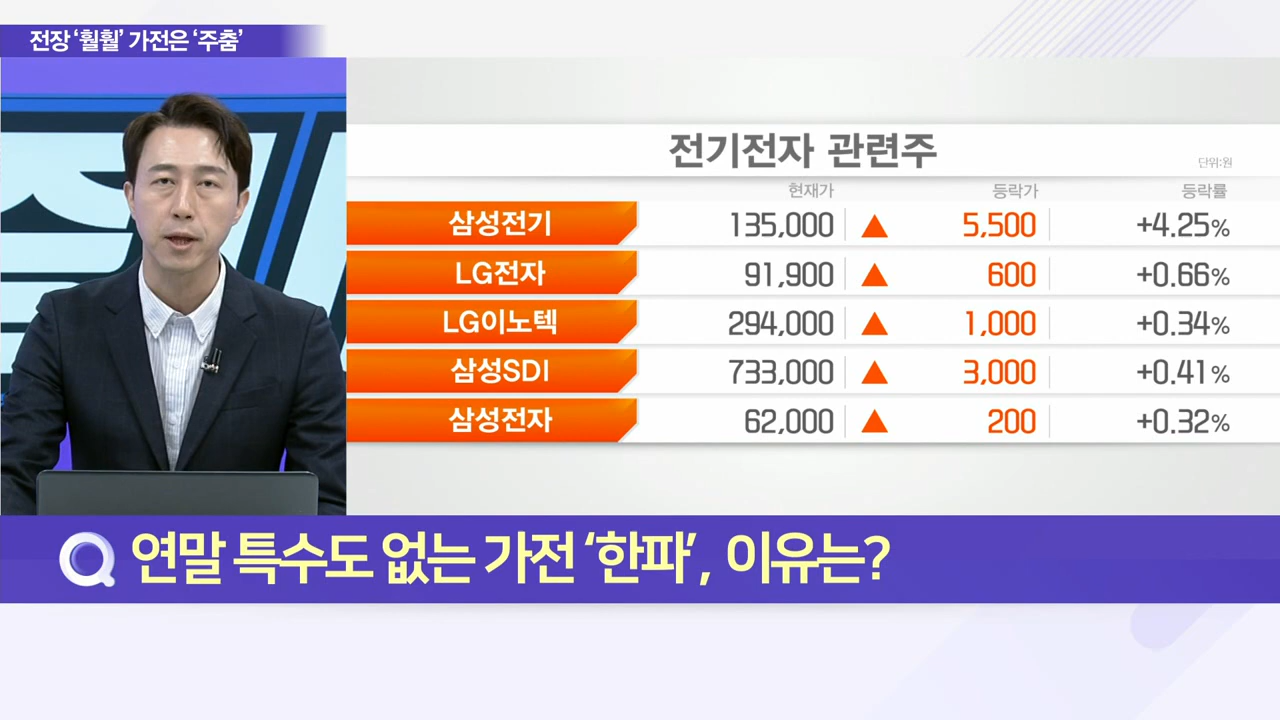 전장 ‘훨훨’ 가전은 ‘주춤’
전기전자 관련주
단위:원
현재가 등락가 등락률
삼성전기 135,000 ▲ 5,500 +4.25%
LG전자 91,900 ▲ 600 +0.66%
LG이노텍 294,000 ▲ 1,000 +0.34%
삼성SDI 733,000 ▲ 3,000 +0.41%
삼성전자 62,000 ▲ 200 +0.32%
Q 연말 특수도 없는 가전 ‘한파’, 이유는?